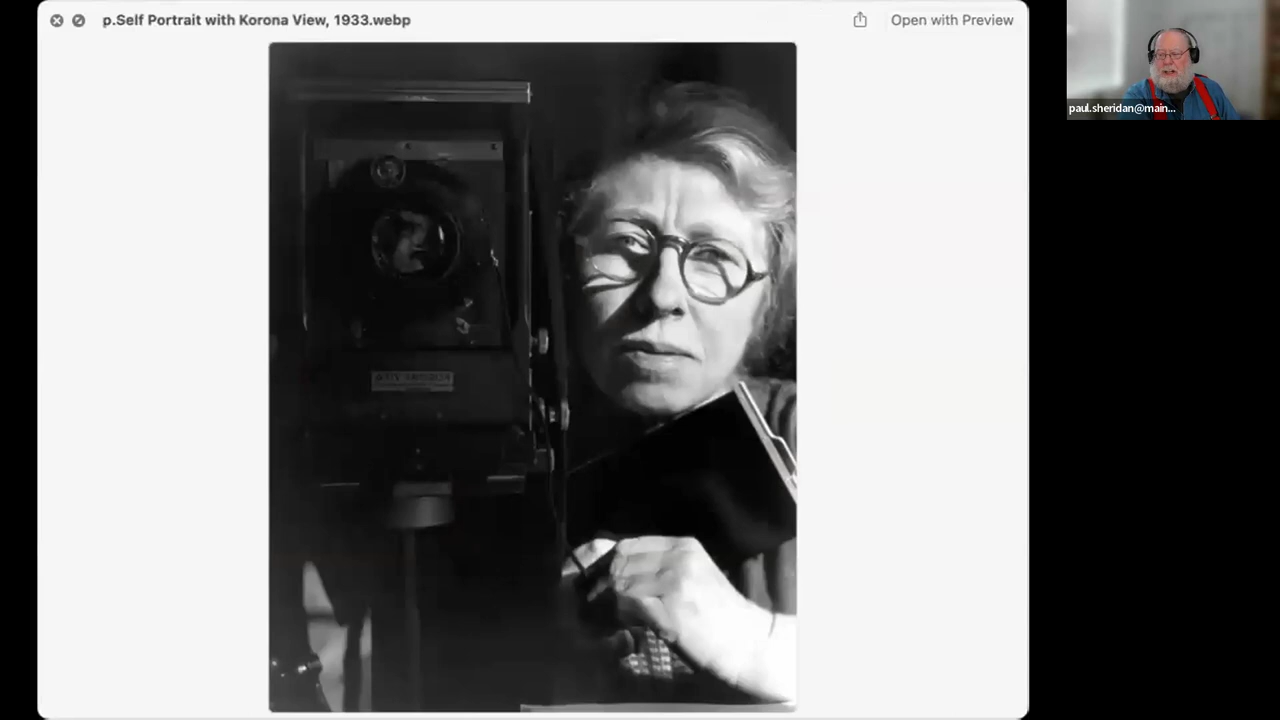 p.Self Portrait with Korona View, 1933.webp
Open with Preview
paul.sheridan@main...